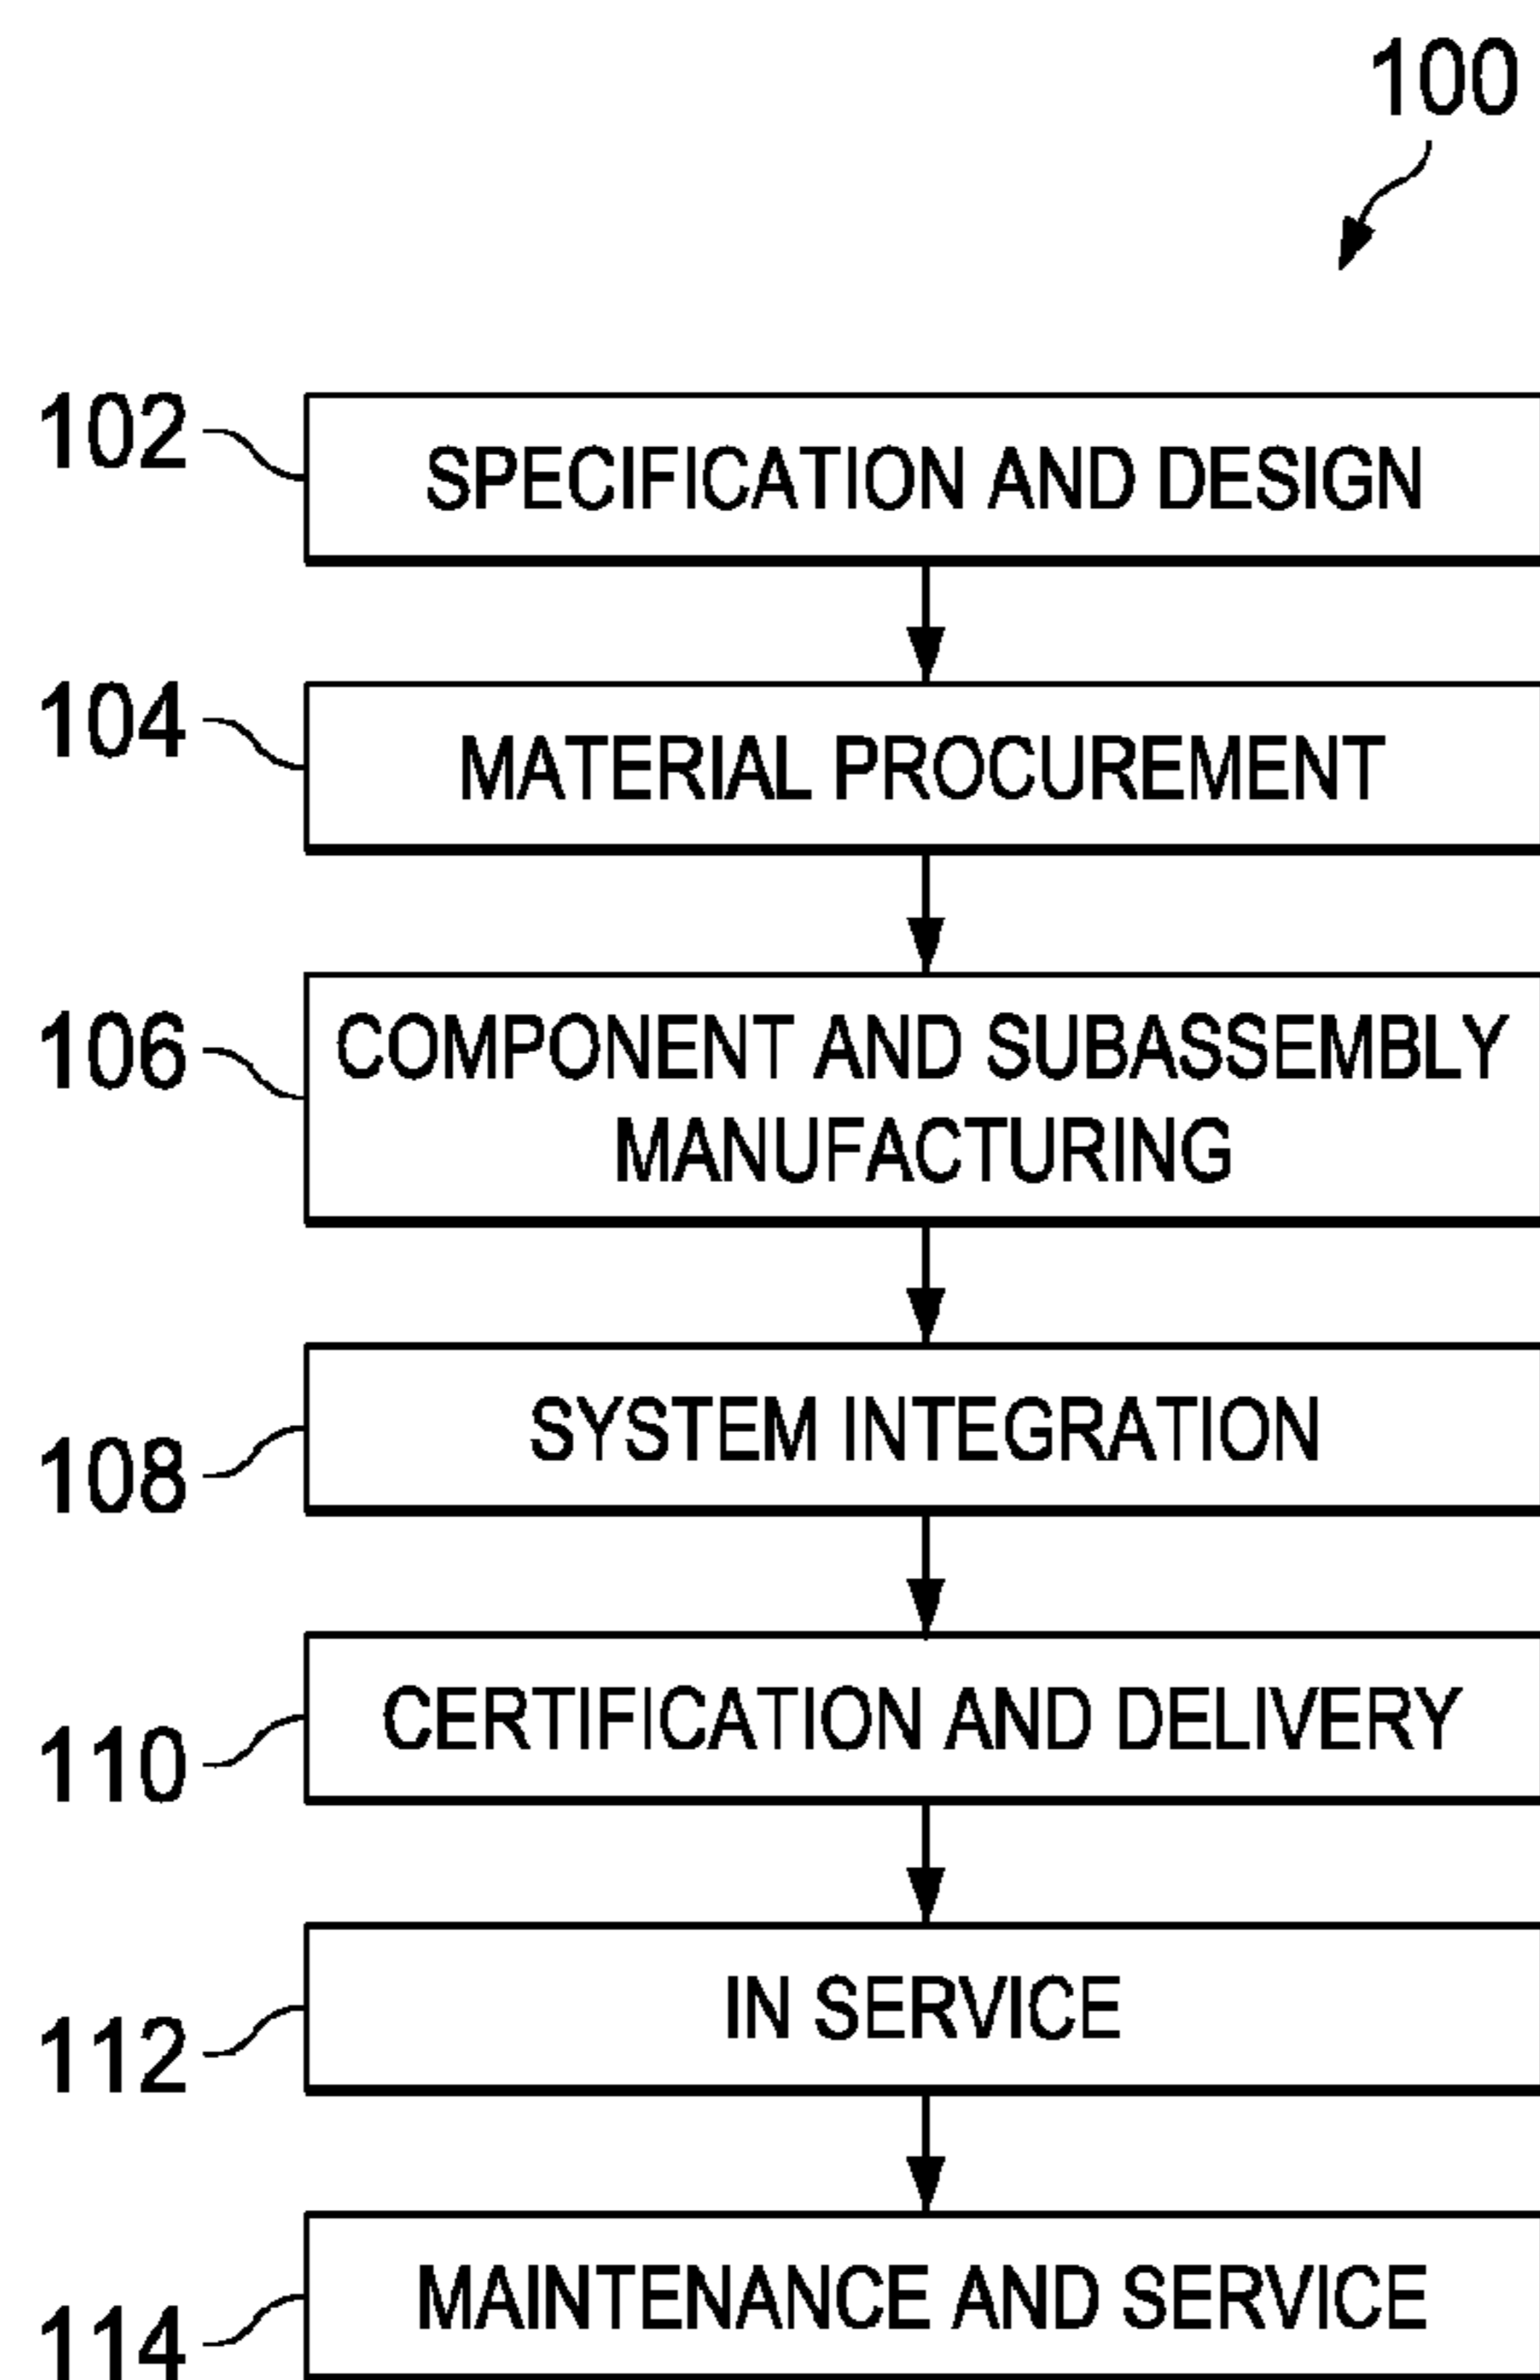 100
102
SPECIFICATION AND DESIGN
104
MATERIAL PROCUREMENT
106
COMPONENT AND SUBASSEMBLY
MANUFACTURING
108
SYSTEM INTEGRATION
110
CERTIFICATION AND DELIVERY
112
IN SERVICE
114
MAINTENANCE AND SERVICE